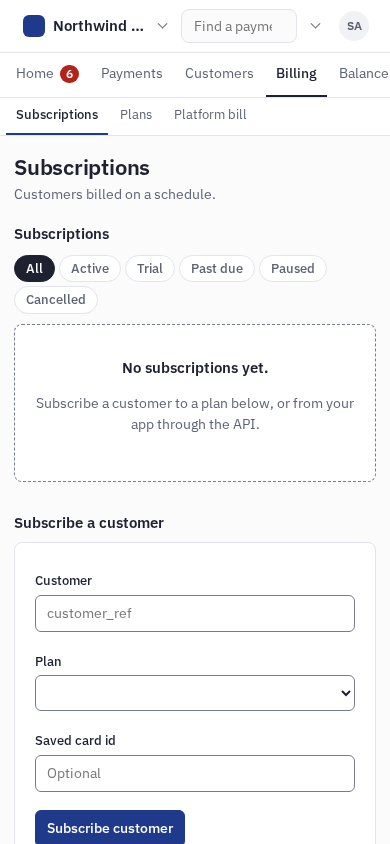 Northwind ...
Find a payme
SA
Home 6 Payments Customers Billing Balance
Subscriptions Plans Platform bill
Subscriptions
Customers billed on a schedule.
Subscriptions
All Active Trial Past due Paused
Cancelled
No subscriptions yet.
Subscribe a customer to a plan below, or from your
app through the API.
Subscribe a customer
Customer
customer_ref
Plan
Saved card id
Optional
Subscribe customer